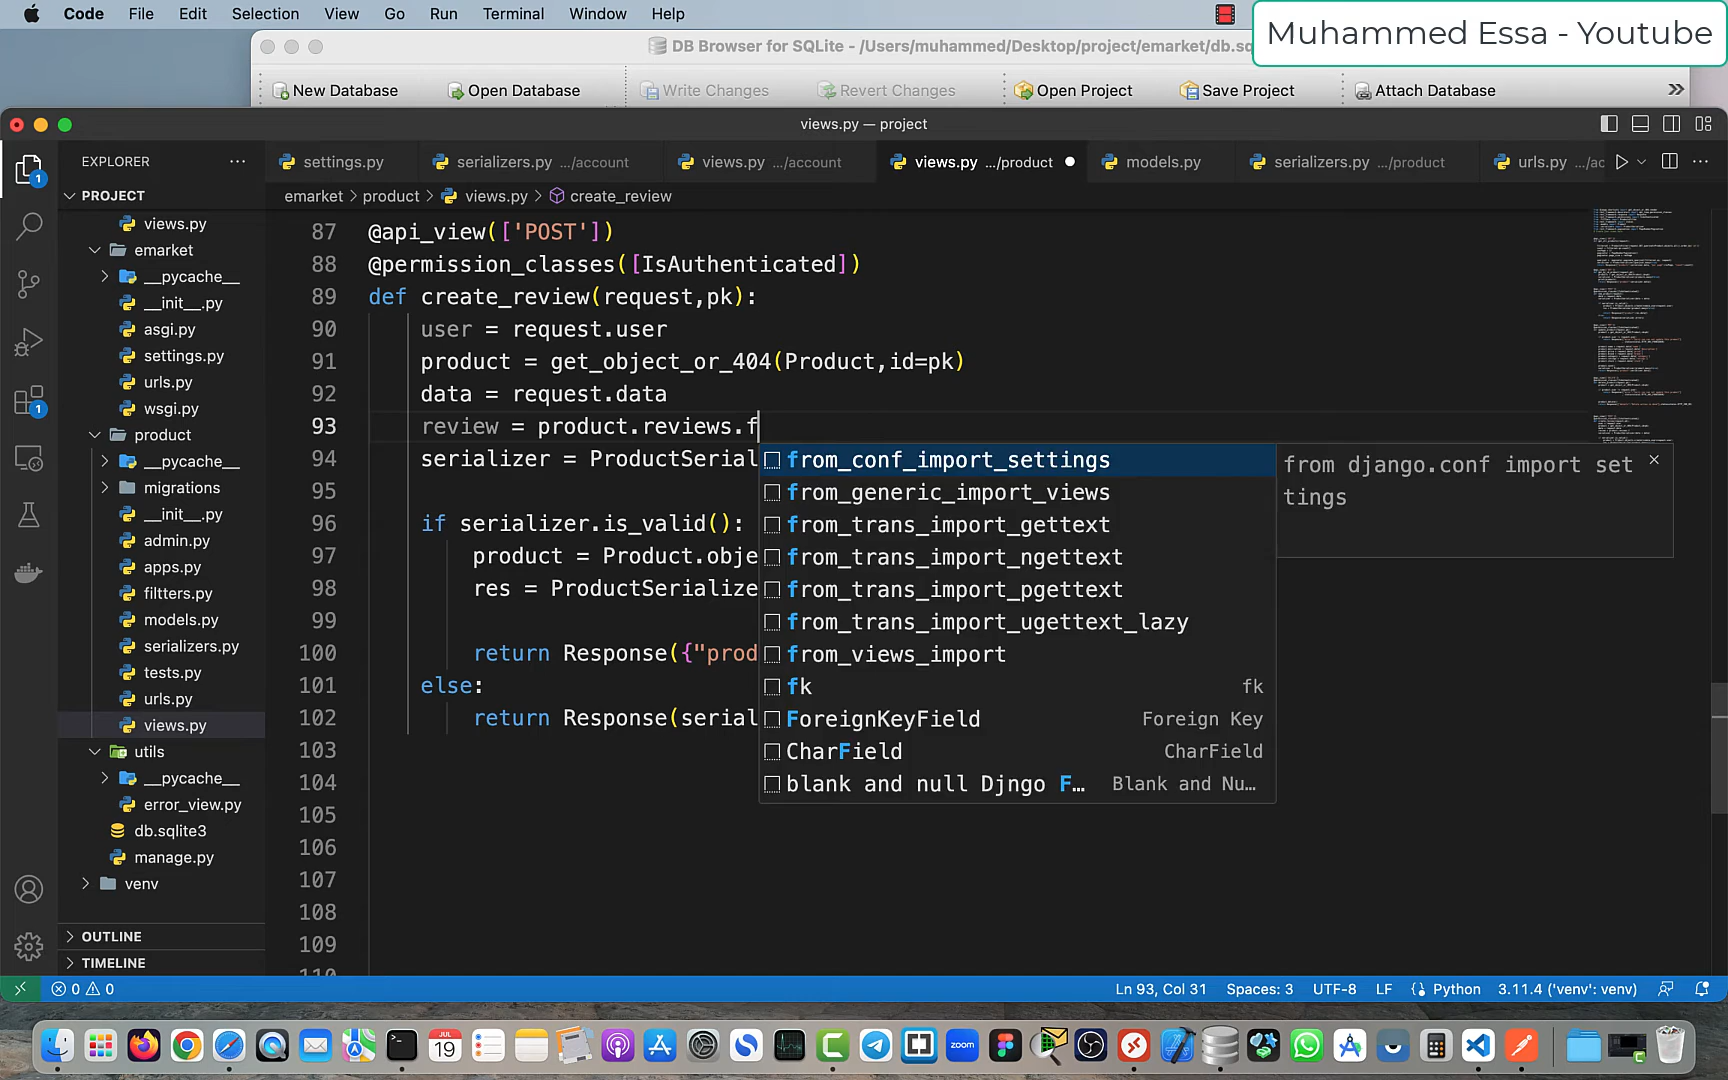 Code File Edit Selection View Go Run Terminal Window Help
Muhammed Essa - Youtube
DB Browser for SQLite - /Users/muhammed/Desktop/project/emarket/db.sq
New Database Open Database Write Changes Revert Changes Open Project Save Project Attach Database »
views.py — project
EXPLORER ...
settings.py serializers.py .../account views.py .../account views.py .../product models.py serializers.py .../product urls.py .../ac
PROJECT
emarket > product > views.py > create_review
views.py
emarket
__pycache__
__init__.py
asgi.py
settings.py
urls.py
wsgi.py
product
__pycache__
migrations
__init__.py
admin.py
apps.py
filtters.py
models.py
serializers.py
tests.py
urls.py
views.py
utils
__pycache__
error_view.py
db.sqlite3
manage.py
venv
OUTLINE
TIMELINE
1
1
87 @api_view(['POST'])
88 @permission_classes([IsAuthenticated])
89 def create_review(request,pk):
90 user = request.user
91 product = get_object_or_404(Product,id=pk)
92 data = request.data
93 review = product.reviews.f
94 serializer = ProductSerial
95
96 if serializer.is_valid():
97 product = Product.obje
98 res = ProductSerialize
99
100 return Response({"prod
101 else:
102 return Response(serial
103
104
105
106
107
108
109
110
from_conf_import_settings
from_generic_import_views
from_trans_import_gettext
from_trans_import_ngettext
from_trans_import_pgettext
from_trans_import_ugettext_lazy
from_views_import
fk fk
ForeignKeyField Foreign Key
CharField CharField
blank and null Djngo F… Blank and Nu…
from django.conf import set
tings
0 0 Ln 93, Col 31 Spaces: 3 UTF-8 LF Python 3.11.4 ('venv': venv)
JUL
19
zoom